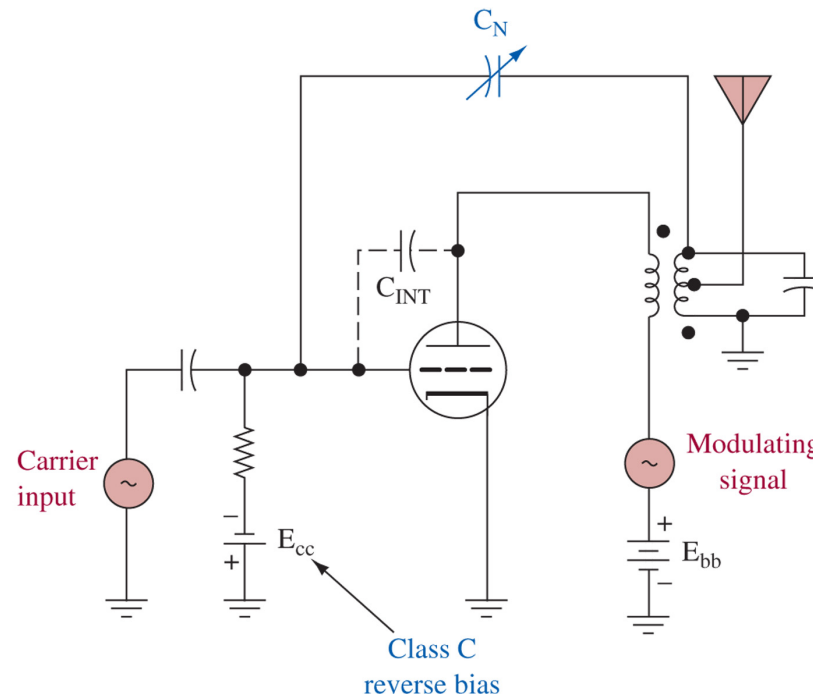 C_N
C_INT
Carrier
input
~
−
+
E_cc
Class C
reverse bias
~
Modulating
signal
+
−
E_bb